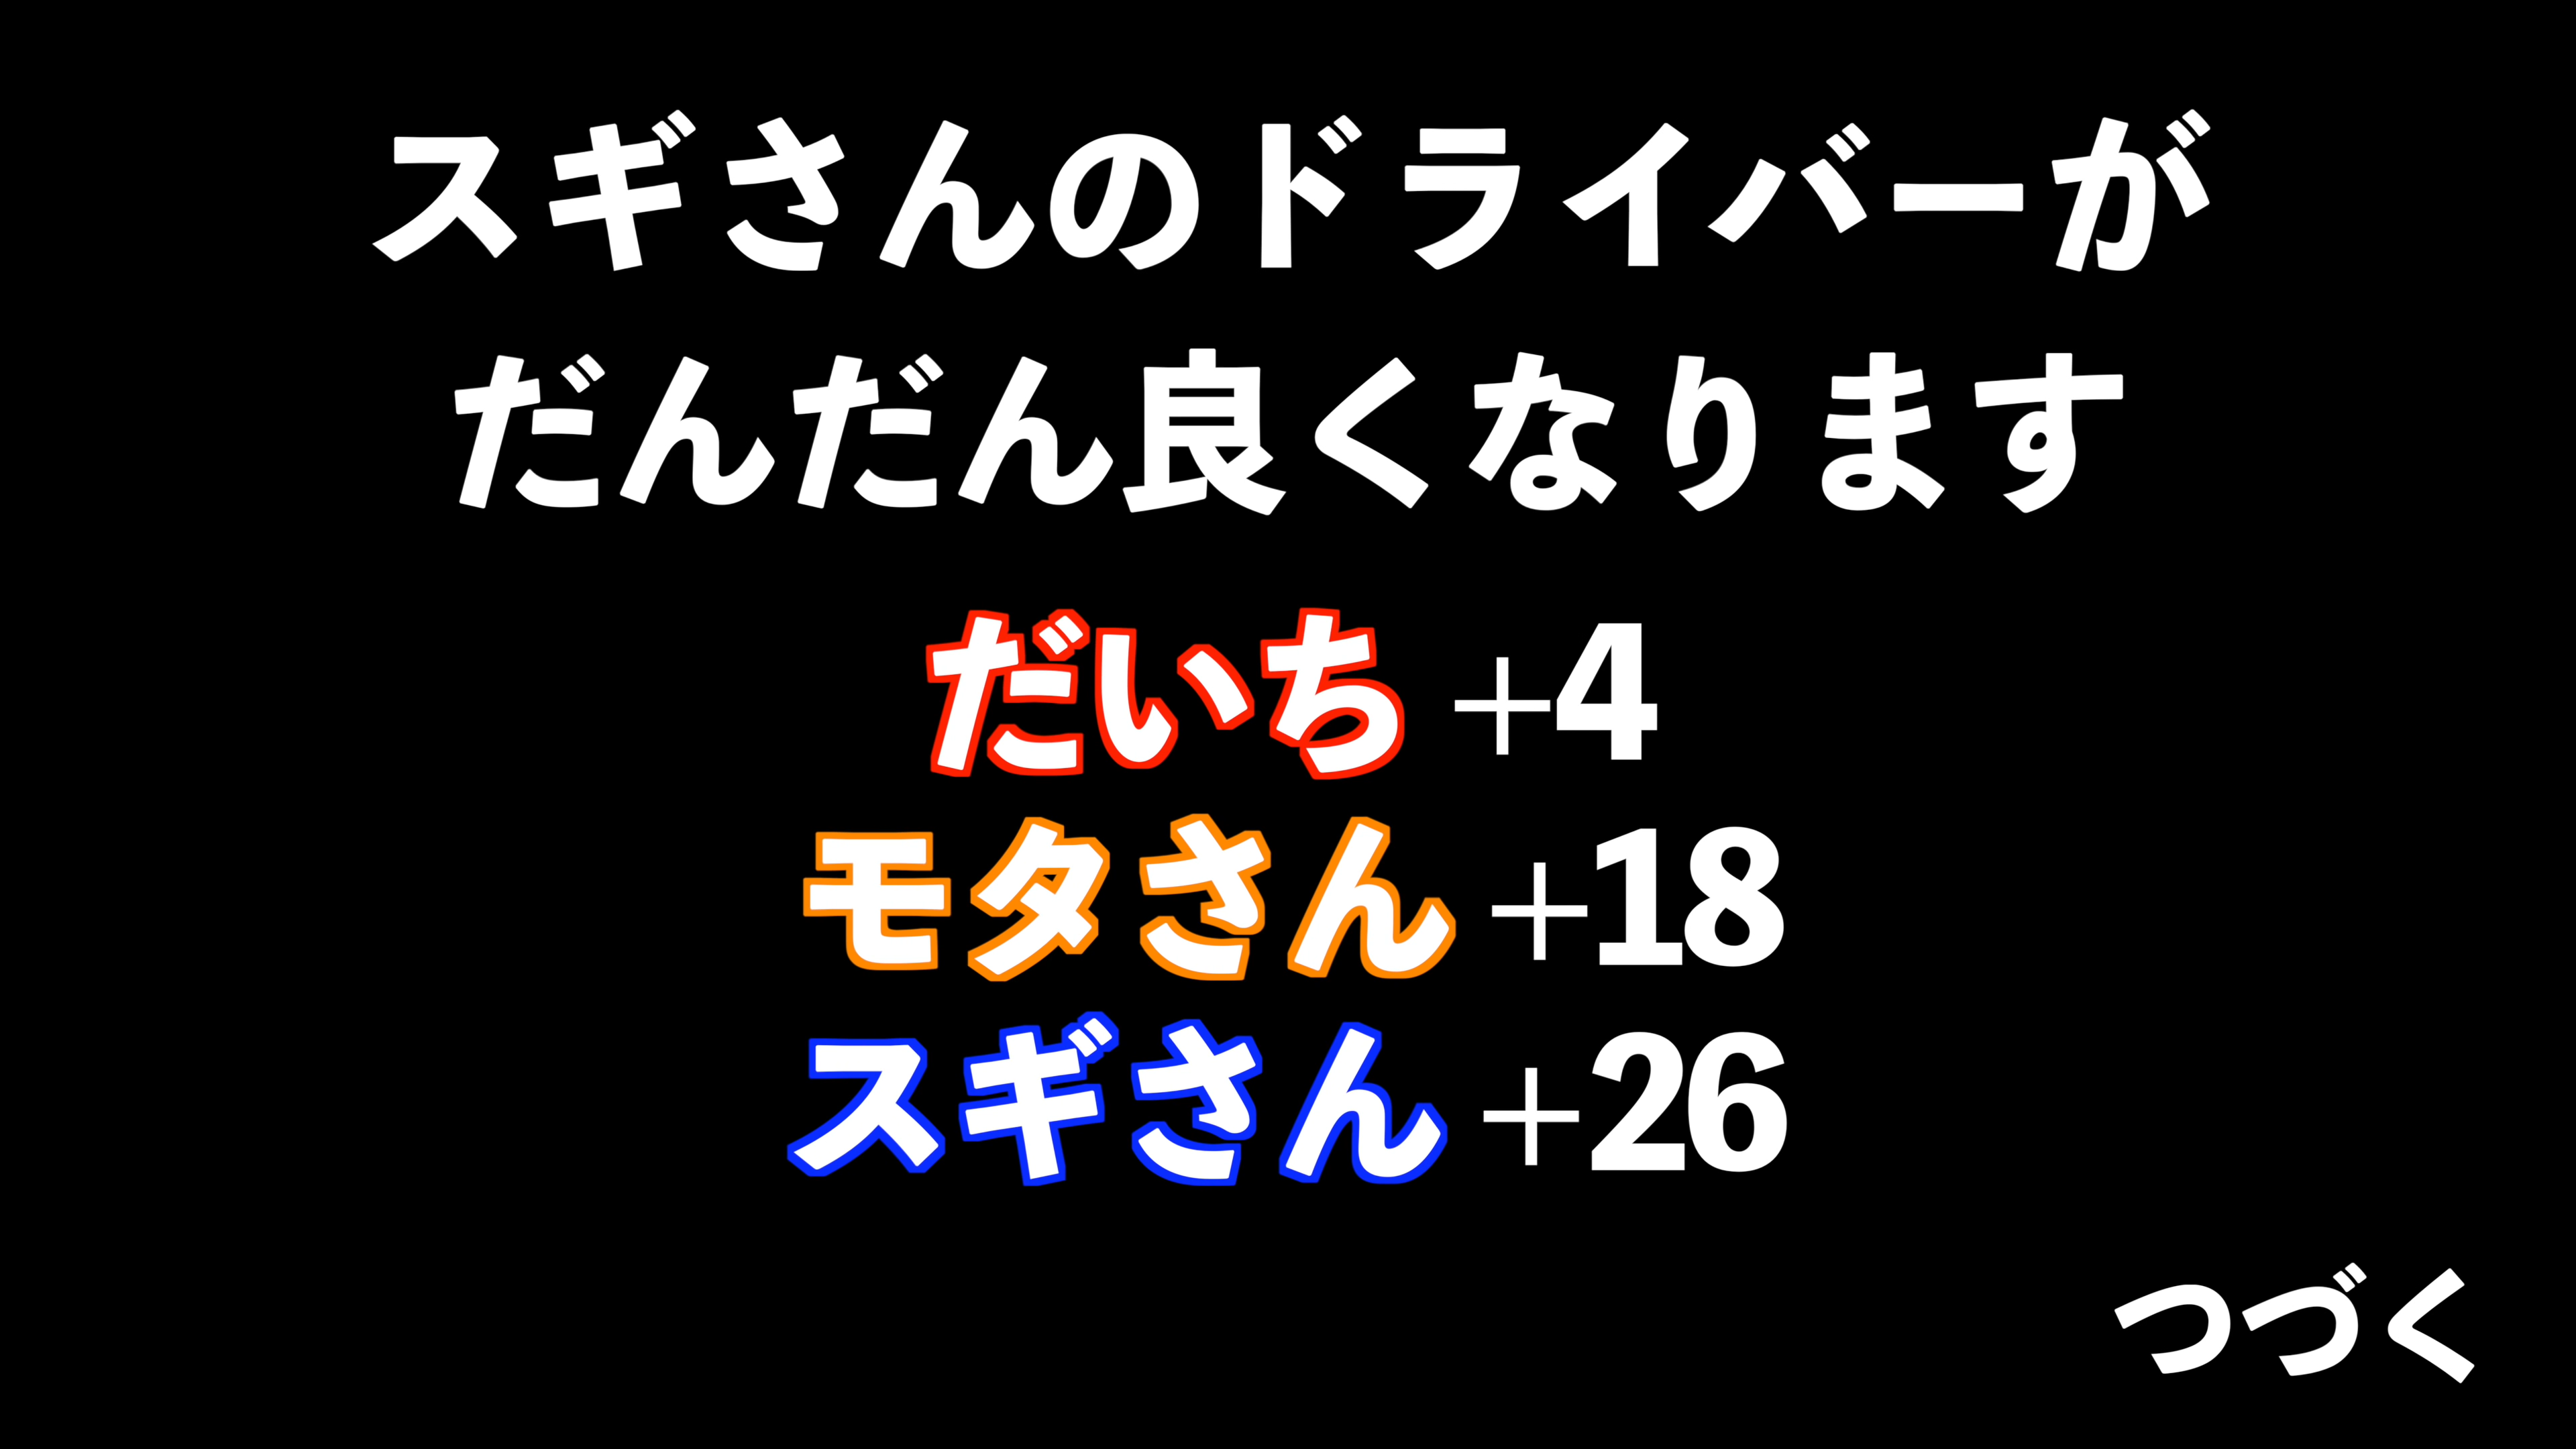 スギさんのドライバーが
だんだん良くなります
だいち +4
モタさん +18
スギさん +26
つづく